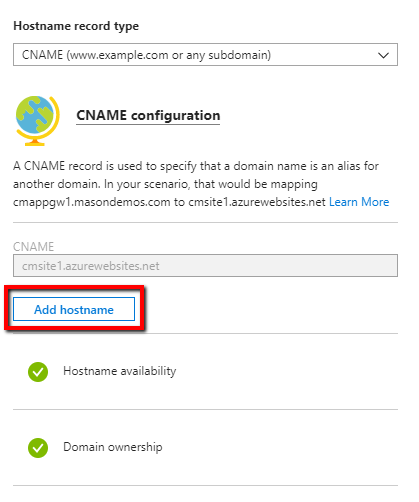 Hostname record type
CNAME (www.example.com or any subdomain)
CNAME configuration
A CNAME record is used to specify that a domain name is an alias for
another domain. In your scenario, that would be mapping
cmappgw1.masondemos.com to cmsite1.azurewebsites.net Learn More
CNAME
cmsite1.azurewebsites.net
Add hostname
Hostname availability
Domain ownership